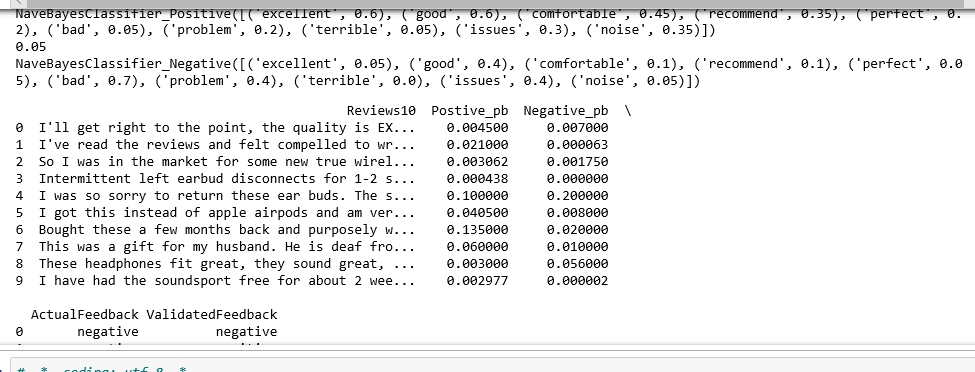 NaveBayesClassifier_Positive([('excellent', 0.6), ('good', 0.6), ('comfortable', 0.45), ('recommend', 0.35), ('perfect', 0.
2), ('bad', 0.05), ('problem', 0.2), ('terrible', 0.05), ('issues', 0.3), ('noise', 0.35)])
0.05
NaveBayesClassifier_Negative([('excellent', 0.05), ('good', 0.4), ('comfortable', 0.1), ('recommend', 0.1), ('perfect', 0.0
5), ('bad', 0.7), ('problem', 0.4), ('terrible', 0.0), ('issues', 0.4), ('noise', 0.05)])
Reviews10 Postive_pb Negative_pb \
0 I'll get right to the point, the quality is EX... 0.004500 0.007000
1 I've read the reviews and felt compelled to wr... 0.021000 0.000063
2 So I was in the market for some new true wirel... 0.003062 0.001750
3 Intermittent left earbud disconnects for 1-2 s... 0.000438 0.000000
4 I was so sorry to return these ear buds. The s... 0.100000 0.200000
5 I got this instead of apple airpods and am ver... 0.040500 0.008000
6 Bought these a few months back and purposely w... 0.135000 0.020000
7 This was a gift for my husband. He is deaf fro... 0.060000 0.010000
8 These headphones fit great, they sound great, ... 0.003000 0.056000
9 I have had the soundsport free for about 2 wee... 0.002977 0.000002
ActualFeedback ValidatedFeedback
0 negative negative
# -*- coding: utf-8 -*-